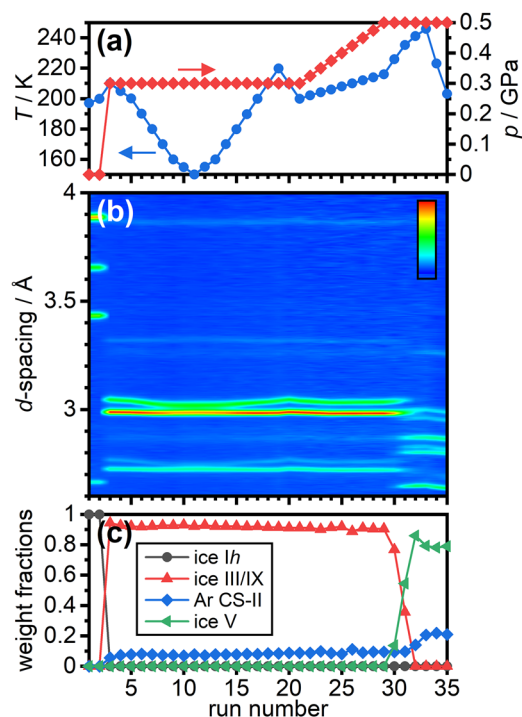 (a)
T / K
240
220
200
180
160
p / GPa
0.5
0.4
0.3
0.2
0.1
0
(b)
d-spacing / Å
4
3.5
3
(c)
weight fractions
1
0.8
0.6
0.4
0.2
0
ice Ih
ice III/IX
Ar CS-II
ice V
5 10 15 20 25 30 35
run number